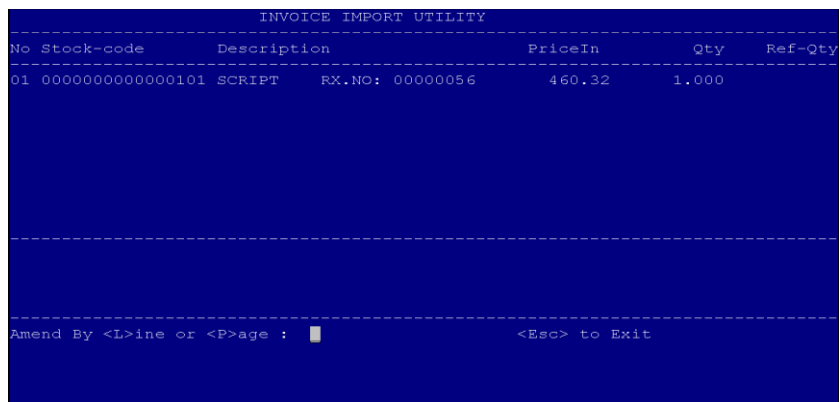 INVOICE IMPORT UTILITY
No Stock-code Description PriceIn Qty Ref-Qty
01 0000000000000101 SCRIPT RX.NO: 00000056 460.32 1.000
Amend By <L>ine or <P>age : <Esc> to Exit